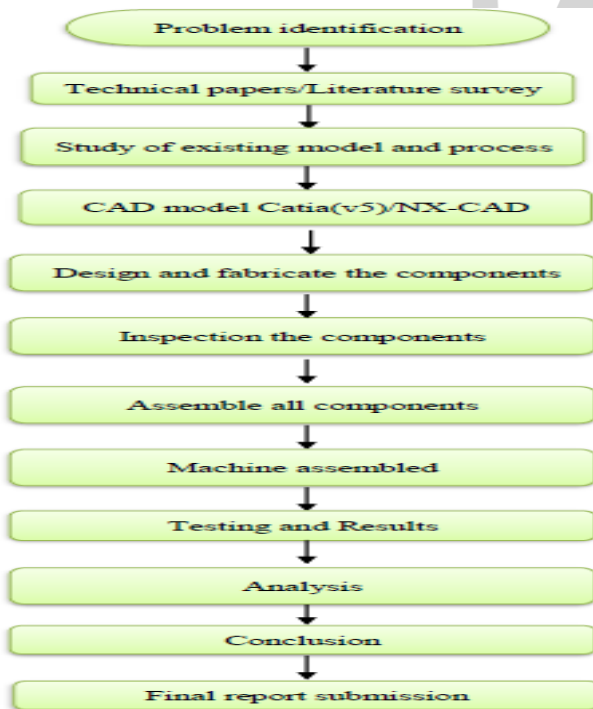 Problem identification
Technical papers/Literature survey
Study of existing model and process
CAD model Catia(v5)/NX-CAD
Design and fabricate the components
Inspection the components
Assemble all components
Machine assembled
Testing and Results
Analysis
Conclusion
Final report submission